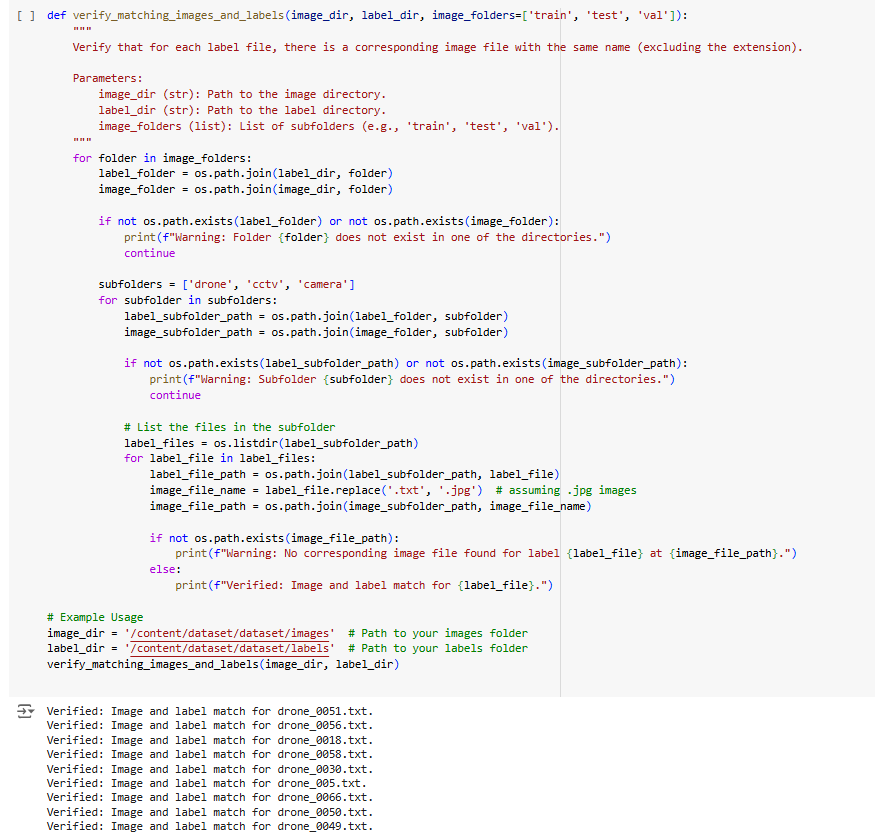 [ ] def verify_matching_images_and_labels(image_dir, label_dir, image_folders=['train', 'test', 'val']):
"""
Verify that for each label file, there is a corresponding image file with the same name (excluding the extension).
Parameters:
image_dir (str): Path to the image directory.
label_dir (str): Path to the label directory.
image_folders (list): List of subfolders (e.g., 'train', 'test', 'val').
"""
for folder in image_folders:
label_folder = os.path.join(label_dir, folder)
image_folder = os.path.join(image_dir, folder)
if not os.path.exists(label_folder) or not os.path.exists(image_folder):
print(f"Warning: Folder {folder} does not exist in one of the directories.")
continue
subfolders = ['drone', 'cctv', 'camera']
for subfolder in subfolders:
label_subfolder_path = os.path.join(label_folder, subfolder)
image_subfolder_path = os.path.join(image_folder, subfolder)
if not os.path.exists(label_subfolder_path) or not os.path.exists(image_subfolder_path):
print(f"Warning: Subfolder {subfolder} does not exist in one of the directories.")
continue
# List the files in the subfolder
label_files = os.listdir(label_subfolder_path)
for label_file in label_files:
label_file_path = os.path.join(label_subfolder_path, label_file)
image_file_name = label_file.replace('.txt', '.jpg')  # assuming .jpg images
image_file_path = os.path.join(image_subfolder_path, image_file_name)
if not os.path.exists(image_file_path):
print(f"Warning: No corresponding image file found for label {label_file} at {image_file_path}.")
else:
print(f"Verified: Image and label match for {label_file}.")
# Example Usage
image_dir = '/content/dataset/dataset/images'  # Path to your images folder
label_dir = '/content/dataset/dataset/labels'  # Path to your labels folder
verify_matching_images_and_labels(image_dir, label_dir)
Verified: Image and label match for drone_0051.txt.
Verified: Image and label match for drone_0056.txt.
Verified: Image and label match for drone_0018.txt.
Verified: Image and label match for drone_0058.txt.
Verified: Image and label match for drone_0030.txt.
Verified: Image and label match for drone_005.txt.
Verified: Image and label match for drone_0066.txt.
Verified: Image and label match for drone_0050.txt.
Verified: Image and label match for drone_0049.txt.